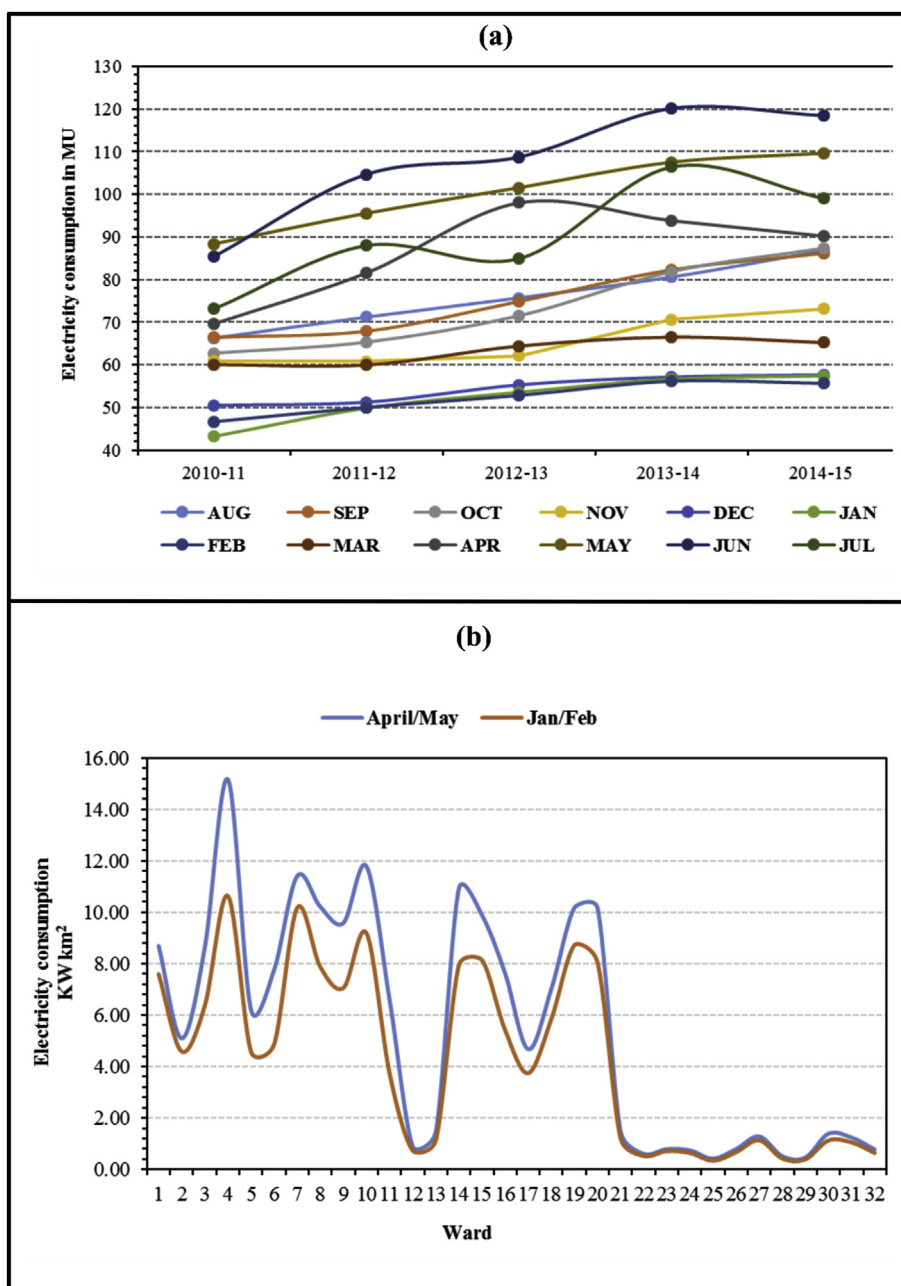 (a)
130
120
110
100
90
80
70
60
50
40
Electricity consumption in MU
2010-11 2011-12 2012-13 2013-14 2014-15
AUG SEP OCT NOV DEC JAN
FEB MAR APR MAY JUN JUL
(b)
April/May Jan/Feb
16.00
14.00
12.00
10.00
8.00
6.00
4.00
2.00
0.00
Electricity consumption
KW km²
1 2 3 4 5 6 7 8 9 10 11 12 13 14 15 16 17 18 19 20 21 22 23 24 25 26 27 28 29 30 31 32
Ward